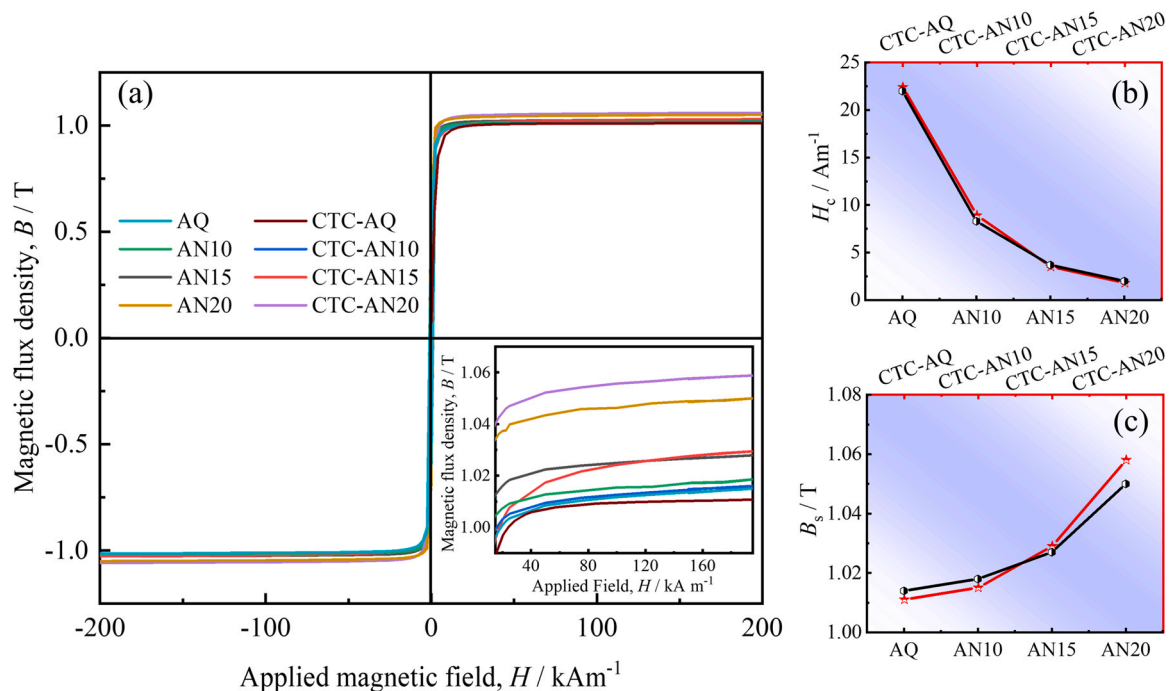 (a)
Magnetic flux density, B / T
1.0
0.5
0.0
-0.5
-1.0
AQ
AN10
AN15
AN20
CTC-AQ
CTC-AN10
CTC-AN15
CTC-AN20
-200
-100
0
100
200
Applied magnetic field, H / kAm⁻¹
Magnetic flux density, B / T
1.06
1.04
1.02
1.00
40
80
120
160
Applied Field, H / kA m⁻¹
CTC-AQ
CTC-AN10
CTC-AN15
CTC-AN20
(b)
Hc / Am⁻¹
25
20
15
10
5
0
AQ
AN10
AN15
AN20
CTC-AQ
CTC-AN10
CTC-AN15
CTC-AN20
(c)
Bs / T
1.08
1.06
1.04
1.02
1.00
AQ
AN10
AN15
AN20